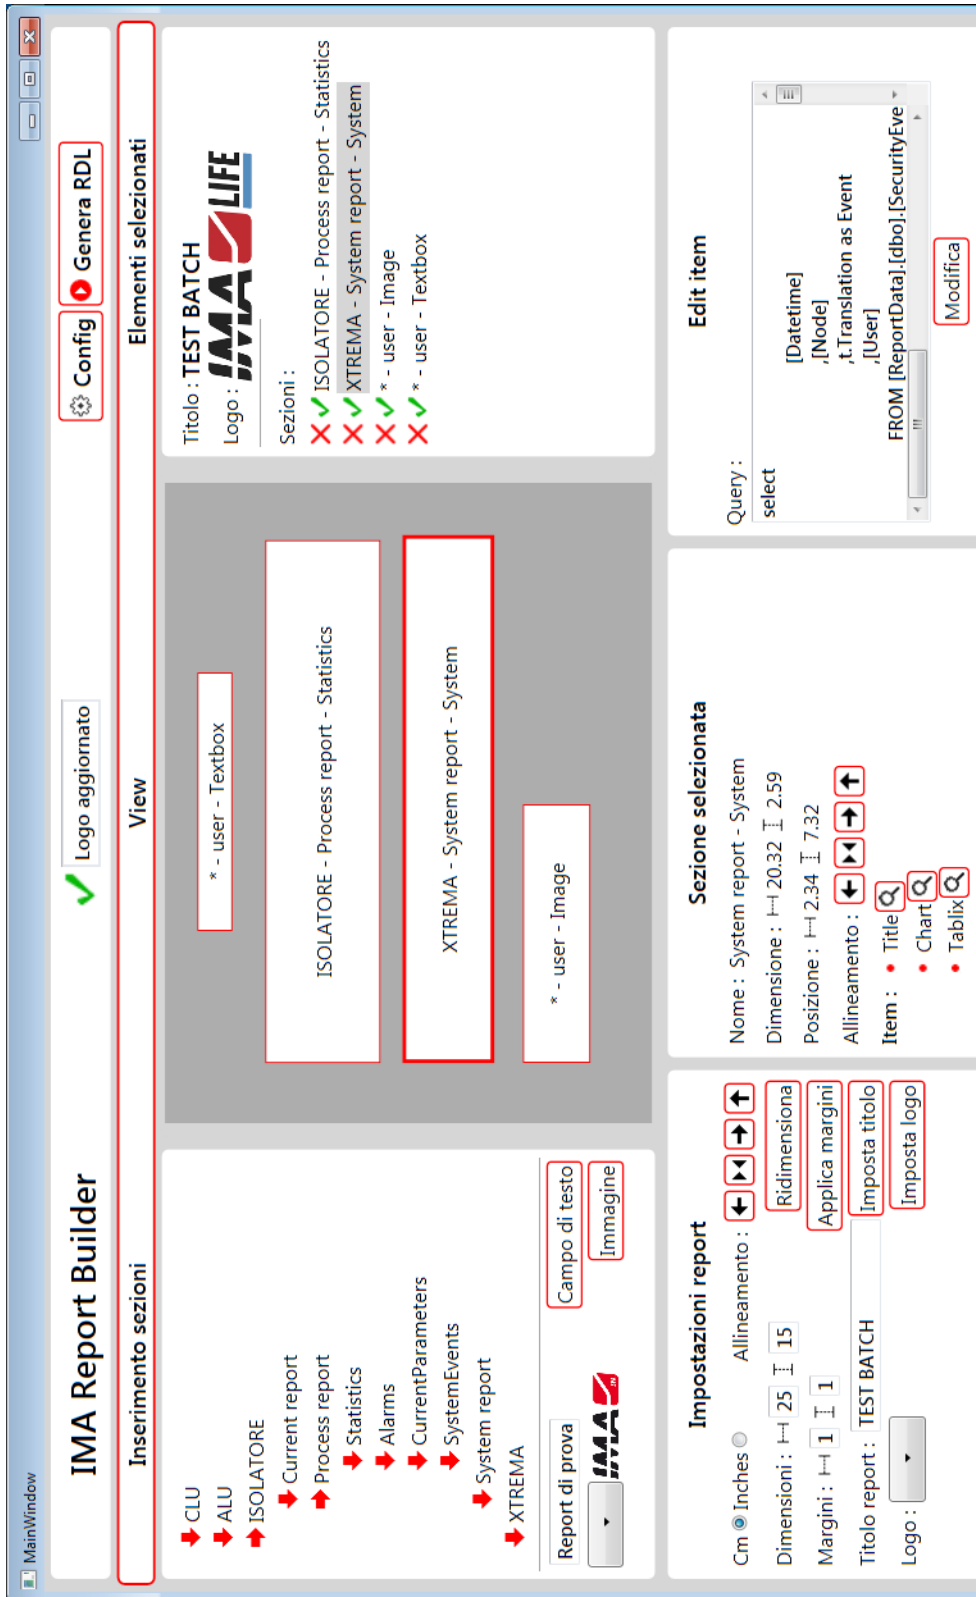 MainWindow
IMA Report Builder
Logo aggiornato
Config
Genera RDL
Inserimento sezioni
View
Elementi selezionati
CLU
ALU
ISOLATORE
Current report
Process report
Statistics
Alarms
CurrentParameters
SystemEvents
System report
XTREMA
Report di prova
Campo di testo
IMA
Immagine
* - user - Textbox
ISOLATORE - Process report - Statistics
XTREMA - System report - System
* - user - Image
Titolo : TEST BATCH
Logo : IMA LIFE
Sezioni :
ISOLATORE - Process report - Statistics
XTREMA - System report - System
* - user - Image
* - user - Textbox
Impostazioni report
Cm Inches Allineamento :
Dimensioni : 25 15 Ridimensiona
Margini : 1 1 Applica margini
Titolo report : TEST BATCH Imposta titolo
Logo : Imposta logo
Sezione selezionata
Nome : System report - System
Dimensione : 20.32 2.59
Posizione : 2.34 7.32
Allineamento :
Item : Title
Chart
Tablix
Edit item
Query :
select
[Datetime]
,[Node]
,t.Translation as Event
,[User]
FROM [ReportData].[dbo].[SecurityEve
Modifica